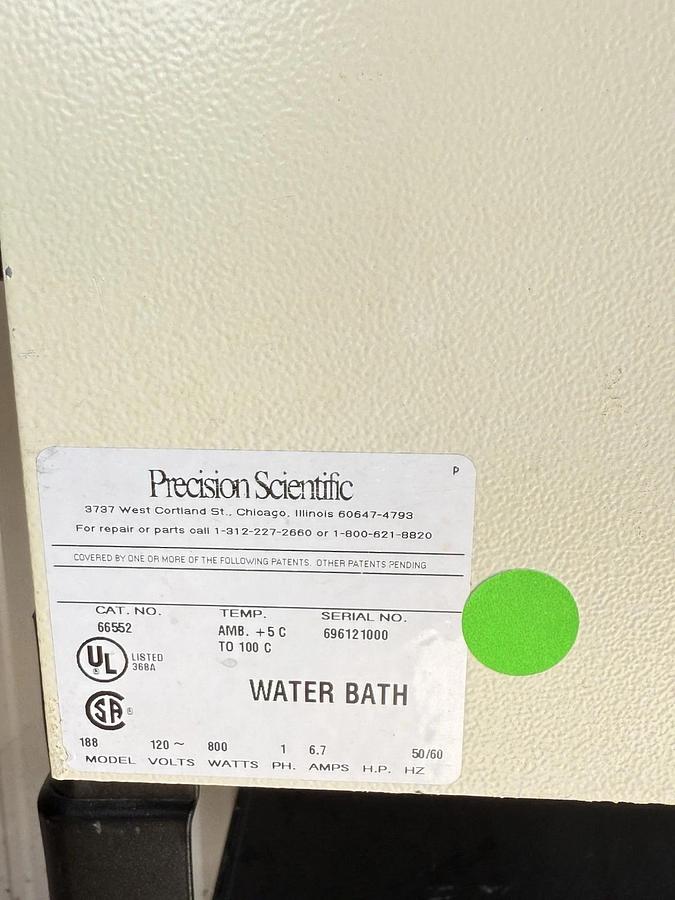 P
Precision Scientific
3737 West Cortland St., Chicago, Illinois 60647-4793
For repair or parts call 1-312-227-2660 or 1-800-621-8820
COVERED BY ONE OR MORE OF THE FOLLOWING PATENTS. OTHER PATENTS PENDING
CAT. NO. TEMP. SERIAL NO.
66552 AMB. +5 C 696121000
TO 100 C
UL ® LISTED
368A
WATER BATH
SA ®
188 120 ~ 800 1 6.7 50/60
MODEL VOLTS WATTS PH. AMPS H.P. HZ